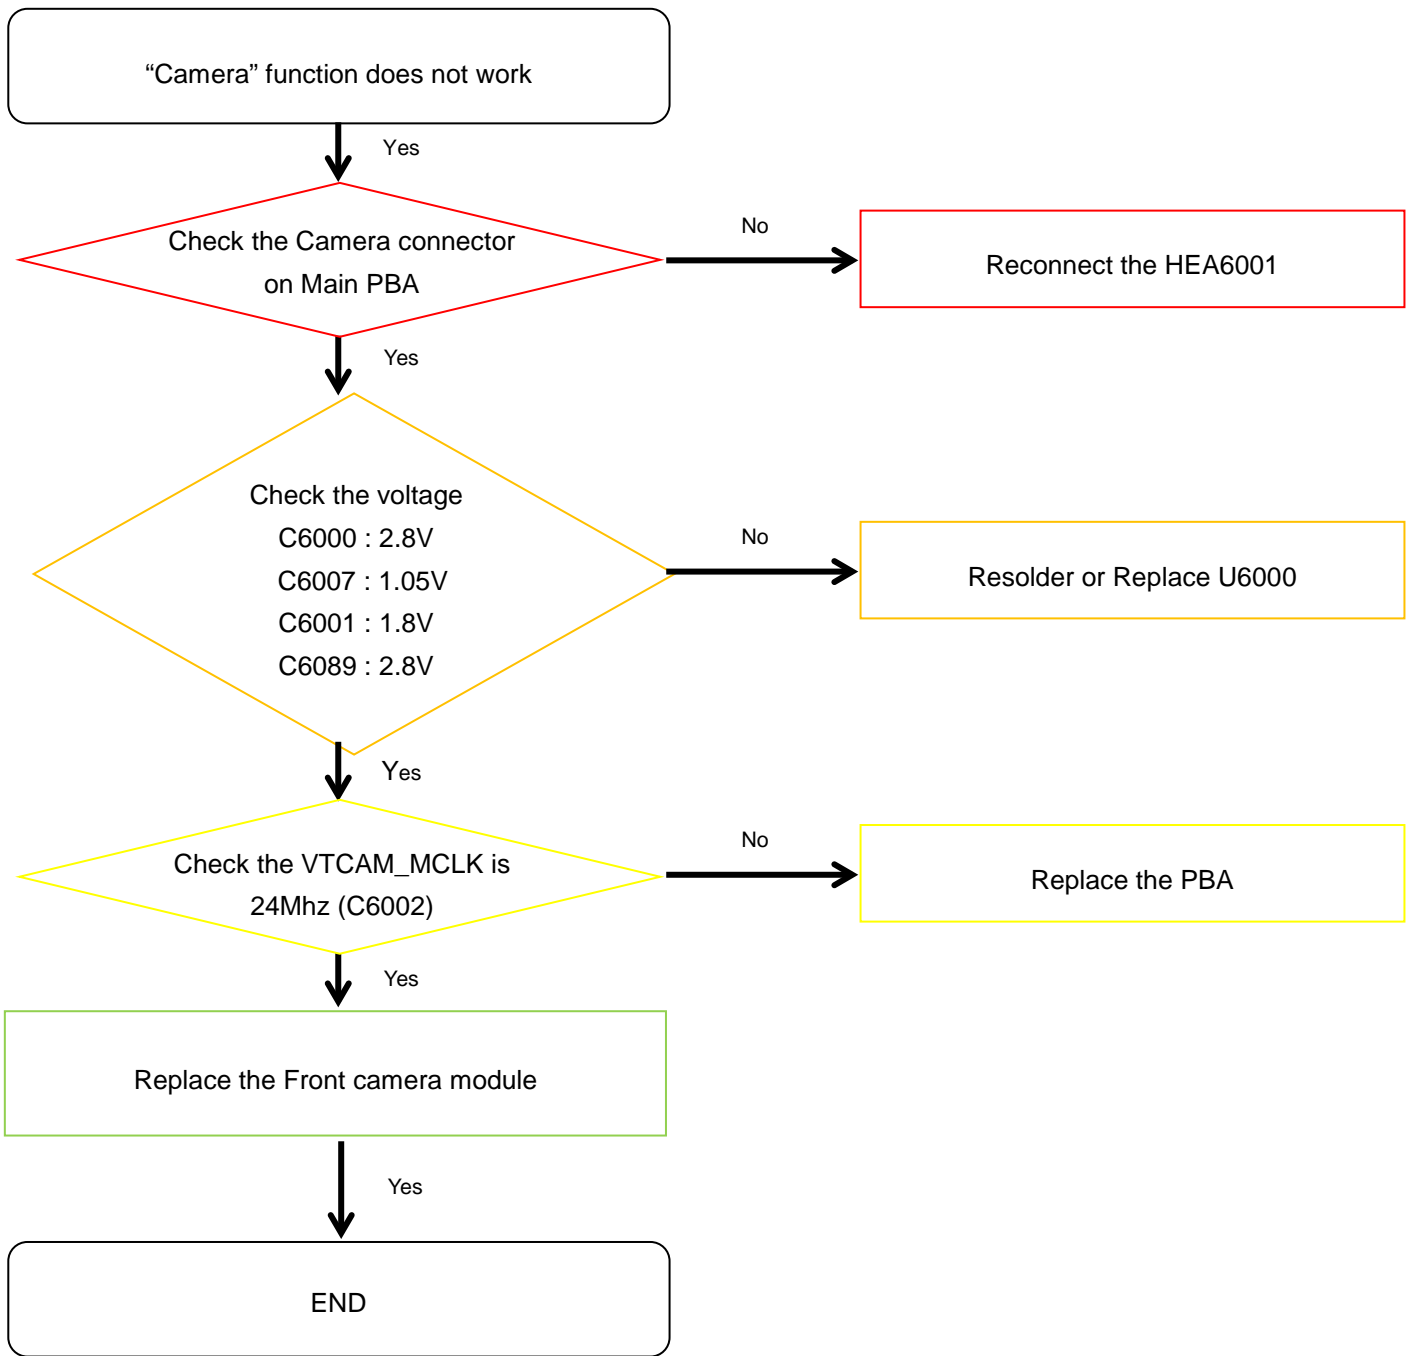 “Camera” function does not work
Yes
Check the Camera connector
on Main PBA
No
Reconnect the HEA6001
Yes
Check the voltage
C6000 : 2.8V
C6007 : 1.05V
C6001 : 1.8V
C6089 : 2.8V
No
Resolder or Replace U6000
Yes
Check the VTCAM_MCLK is
24Mhz (C6002)
No
Replace the PBA
Yes
Replace the Front camera module
Yes
END